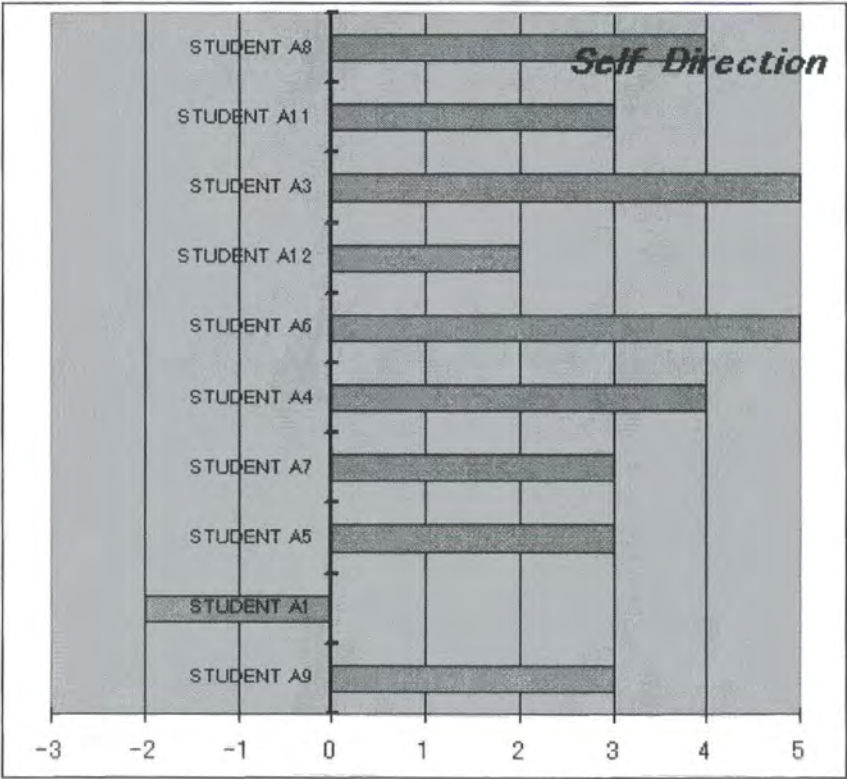 STUDENT A8
Self Direction
STUDENT A11
STUDENT A3
STUDENT A12
STUDENT A6
STUDENT A4
STUDENT A7
STUDENT A5
STUDENT A1
STUDENT A9
-3 -2 -1 0 1 2 3 4 5